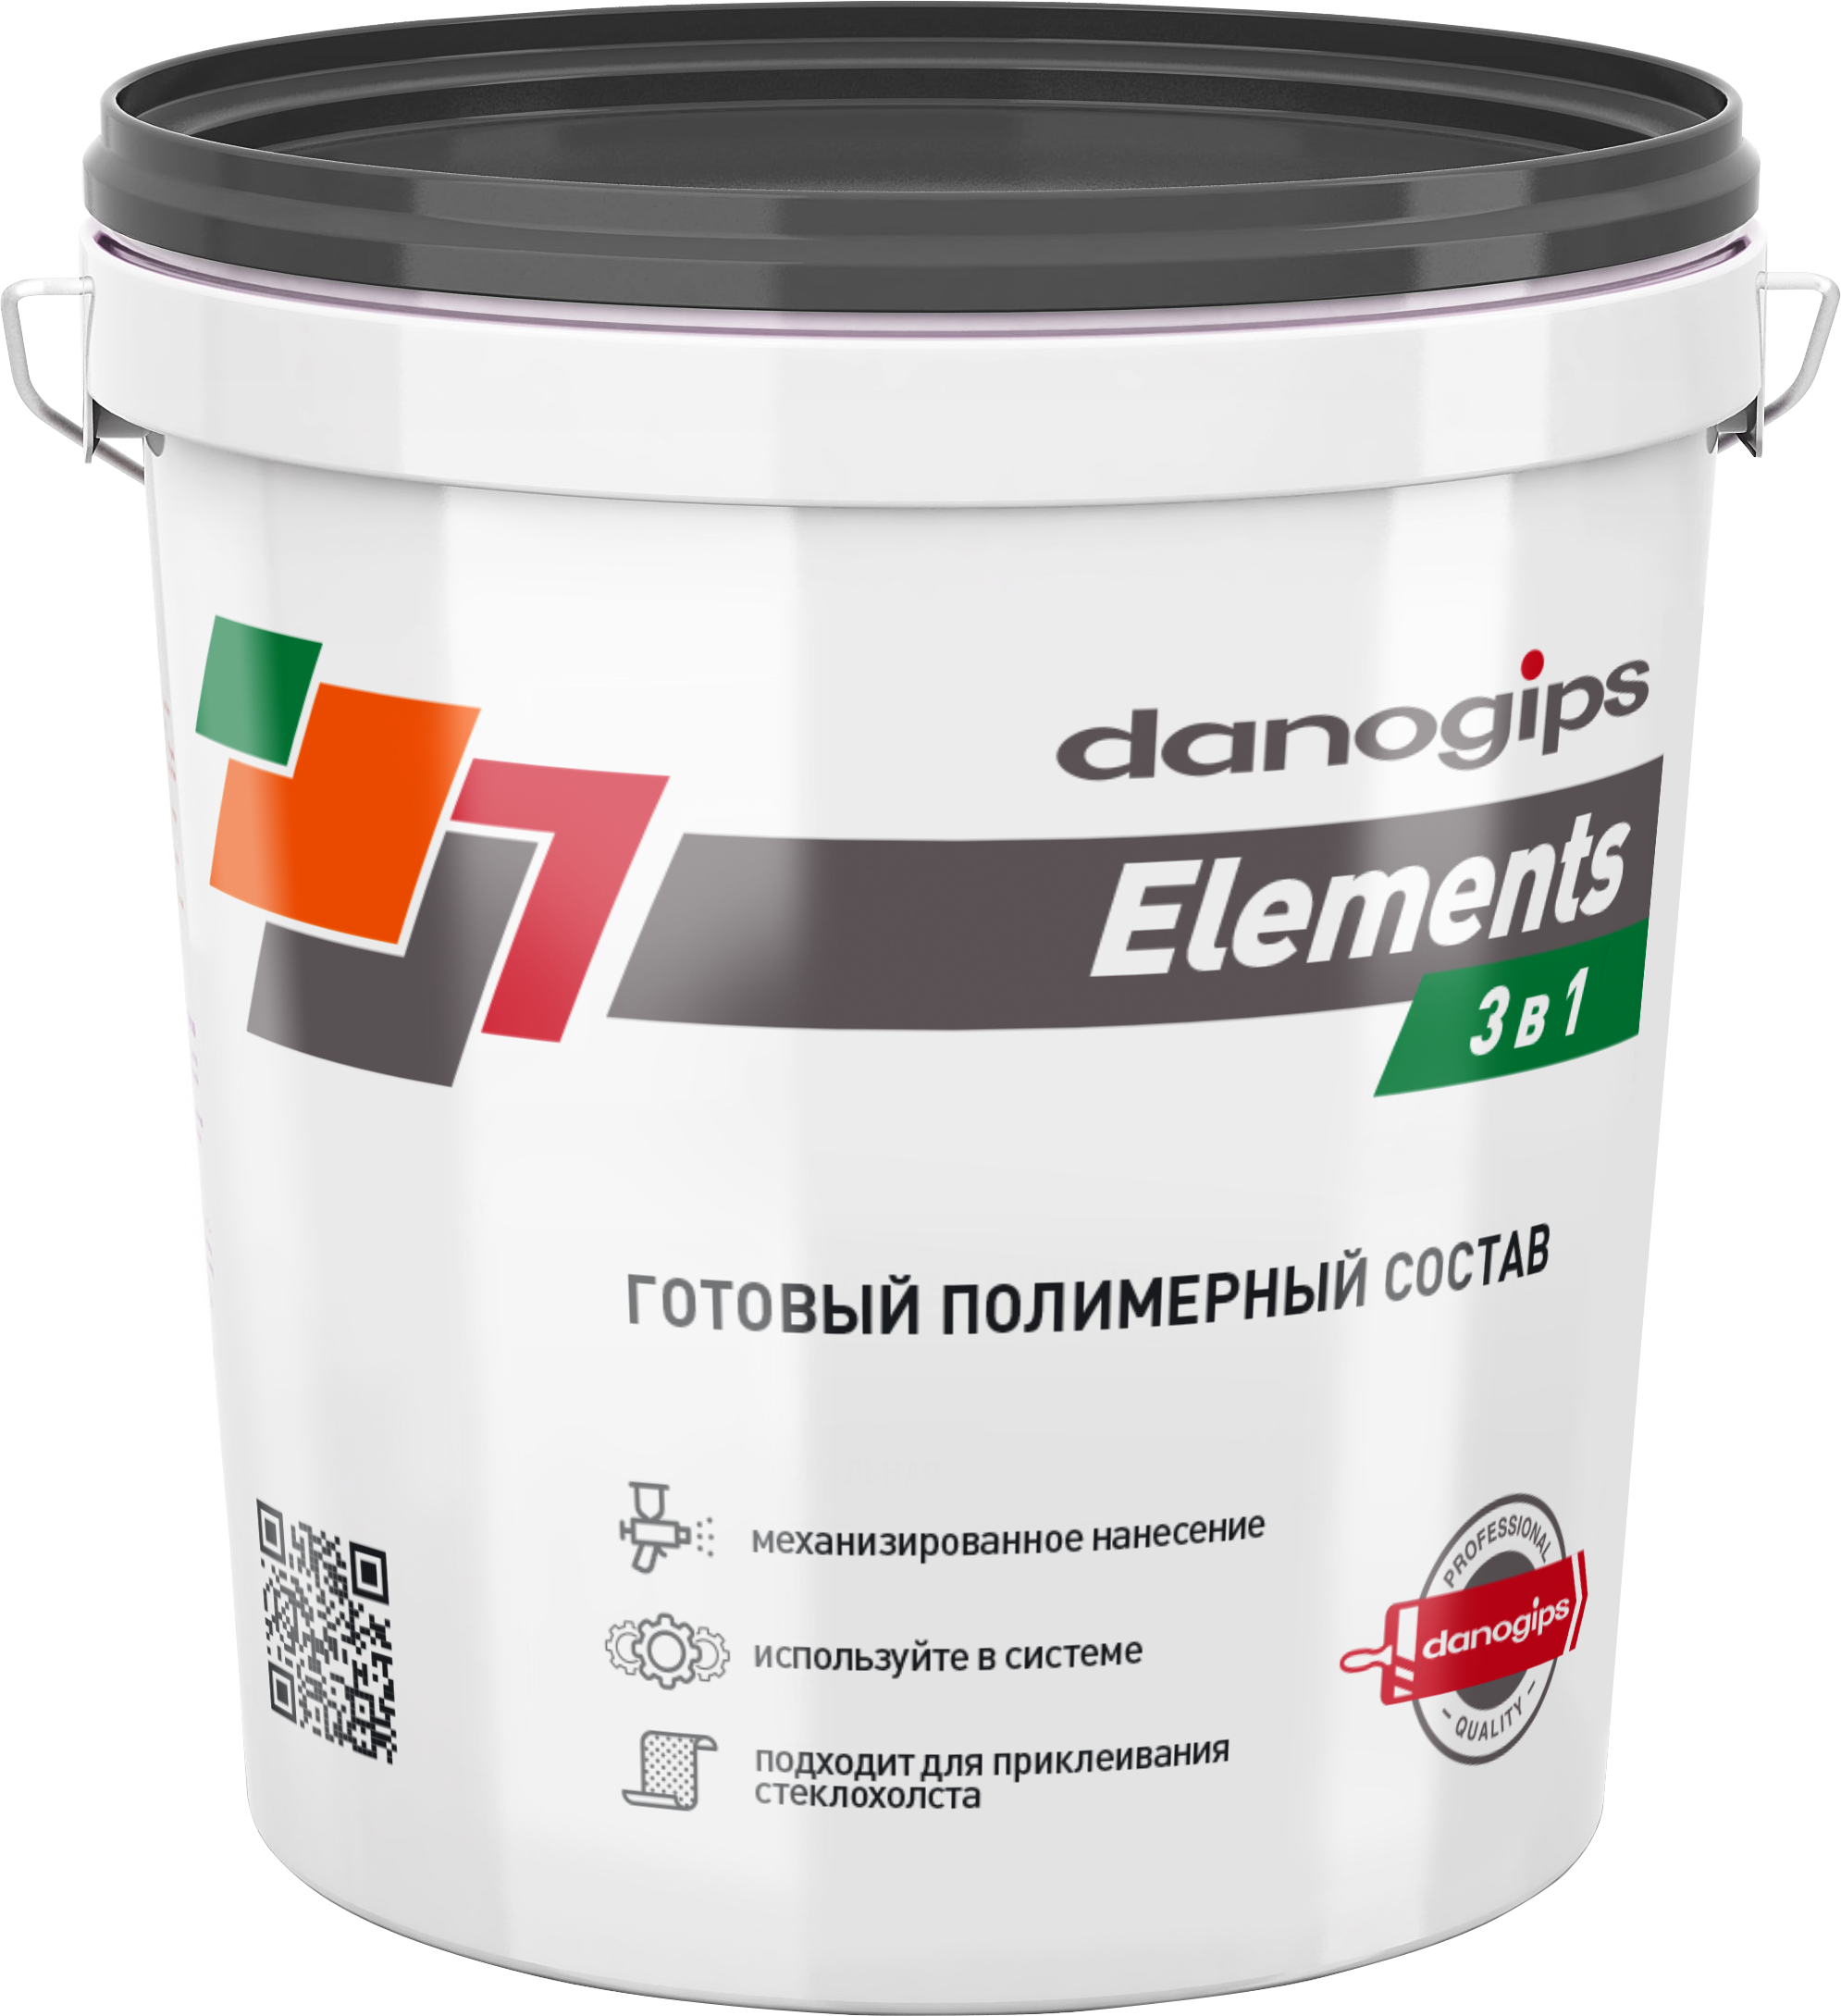 danogips
Elements
3 в 1
ГОТОВЫЙ ПОЛИМЕРНЫЙ СОСТАВ
механизированное нанесение
используйте в системе
подходит для приклеивания
стеклохолста
PROFESSIONAL
danogips
- QUALITY -